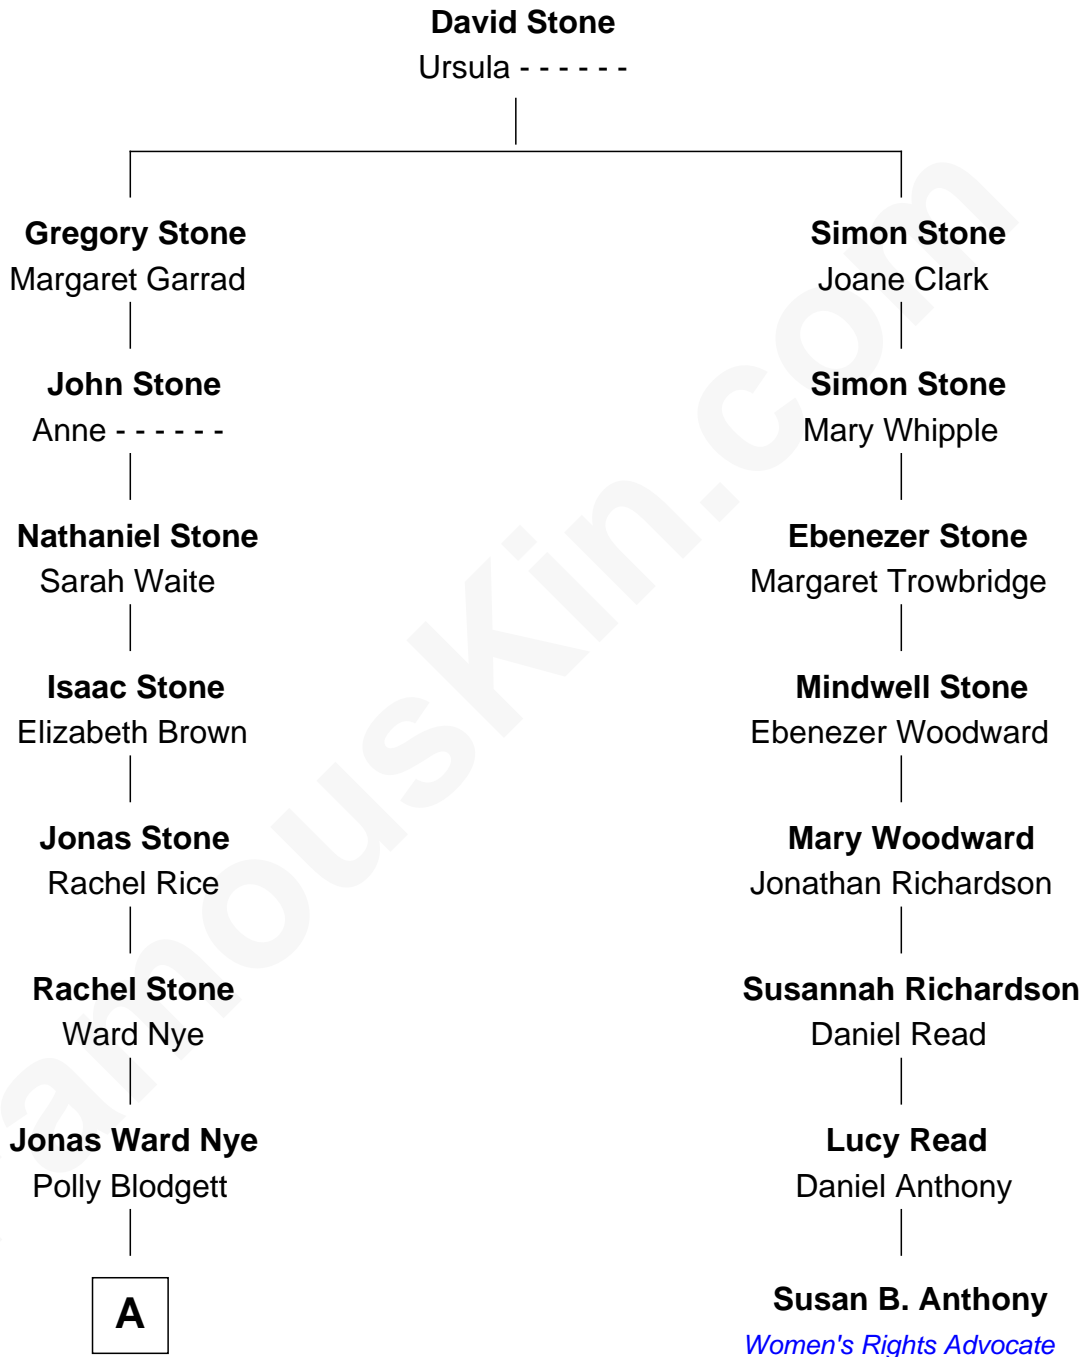 David Stone
Ursula - - - - - -
Gregory Stone
Margaret Garrad
Simon Stone
Joane Clark
John Stone
Anne - - - - - -
Simon Stone
Mary Whipple
Nathaniel Stone
Sarah Waite
Ebenezer Stone
Margaret Trowbridge
Isaac Stone
Elizabeth Brown
Mindwell Stone
Ebenezer Woodward
Jonas Stone
Rachel Rice
Mary Woodward
Jonathan Richardson
Rachel Stone
Ward Nye
Susannah Richardson
Daniel Read
Jonas Ward Nye
Polly Blodgett
Lucy Read
Daniel Anthony
A
Susan B. Anthony
Women's Rights Advocate
amousKin.com